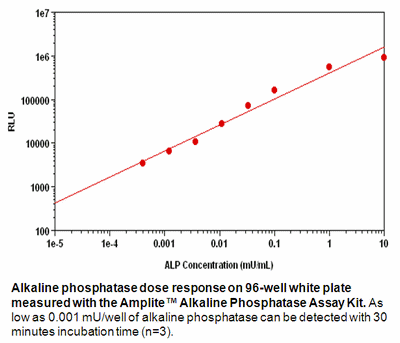 1e7
1e6
100000
10000
1000
100
RLU
1e-5
1e-4
0.001
0.01
0.1
1
10
ALP Concentration (mU/mL)
Alkaline phosphatase dose response on 96-well white plate
measured with the Amplite™ Alkaline Phosphatase Assay Kit. As
low as 0.001 mU/well of alkaline phosphatase can be detected with 30
minutes incubation time (n=3).